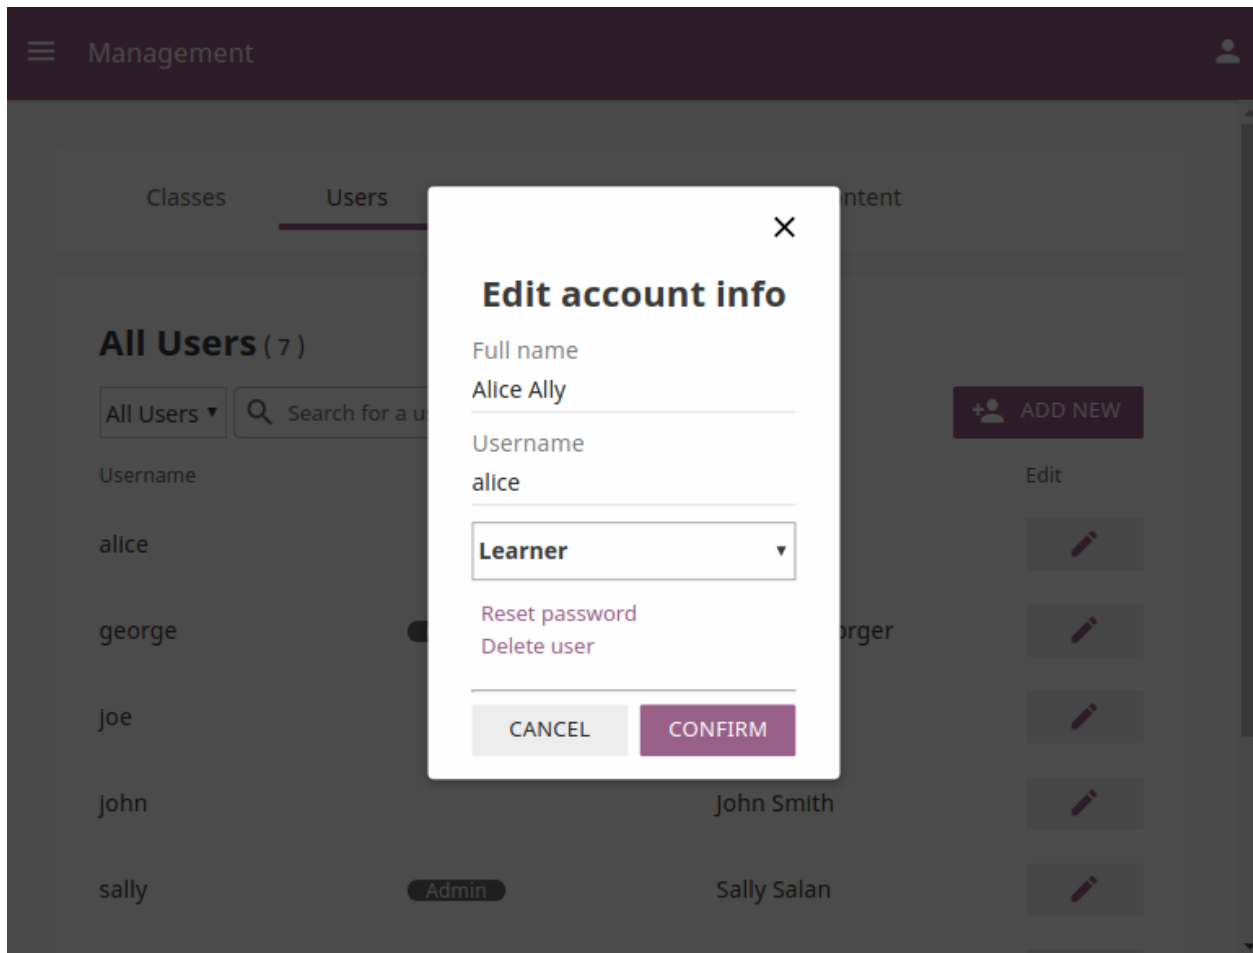 Management
Classes Users ntent
Edit account info
All Users ( 7 )
Full name
Alice Ally
All Users Search for a u ADD NEW
Username
alice
Username Edit
Learner
alice
Reset password
george orger
Delete user
joe
CANCEL CONFIRM
john John Smith
sally Admin Sally Salan